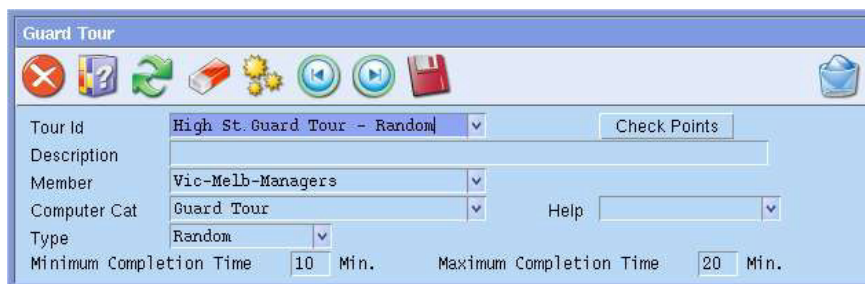 Guard Tour
Tour Id High St.Guard Tour - Random Check Points
Description
Member Vic-Melb-Managers
Computer Cat Guard Tour Help
Type Random
Minimum Completion Time 10 Min. Maximum Completion Time 20 Min.